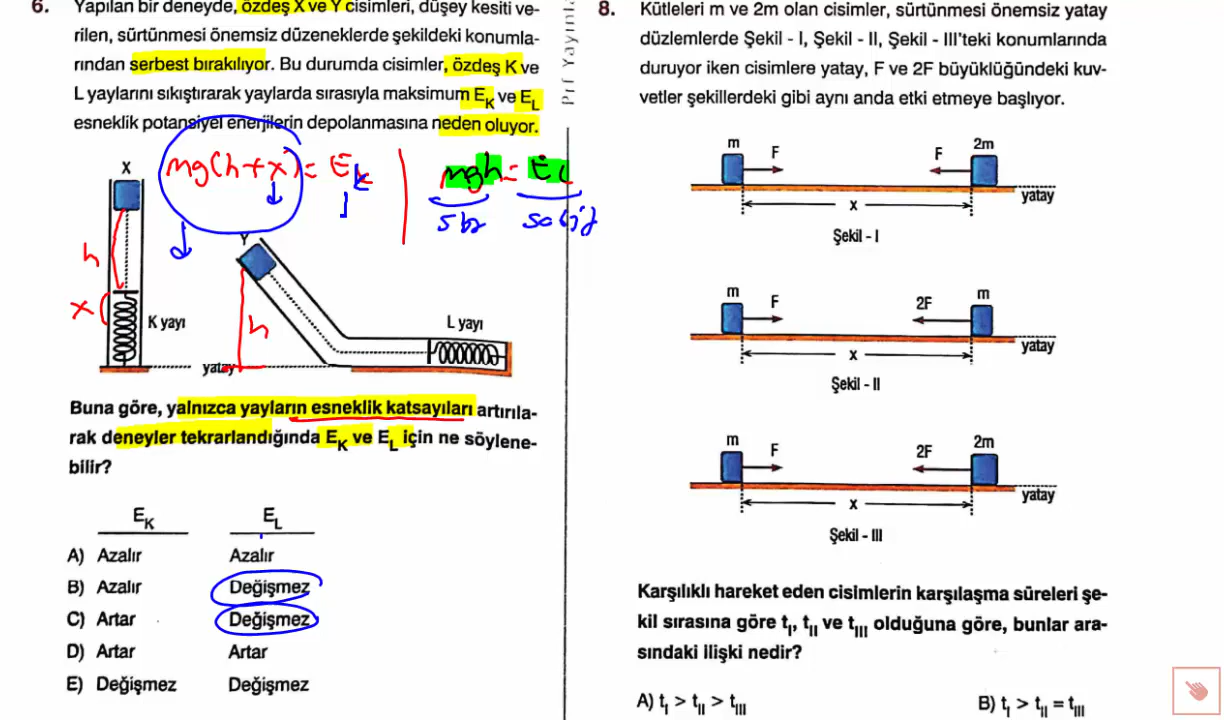 6. Yapılan bir deneyde, özdeş X ve Y cisimleri, düşey kesiti ve-
rilen, sürtünmesi önemsiz düzeneklerde şekildeki konumla-
rından serbest bırakılıyor. Bu durumda cisimler, özdeş K ve
L yaylarını sıkıştırarak yaylarda sırasıyla maksimum E_K ve E_L
esneklik potansiyel enerjilerin depolanmasına neden oluyor.
mg(h+x) = E_k
mgh = E_L
5 br
sabit
X
h
x
K yayı
Y
h
L yayı
yatay
Buna göre, yalnızca yayların esneklik katsayıları artırıla-
rak deneyler tekrarlandığında E_K ve E_L için ne söylene-
bilir?
E_K E_L
A) Azalır Azalır
B) Azalır Değişmez
C) Artar Değişmez
D) Artar Artar
E) Değişmez Değişmez
8. Kütleleri m ve 2m olan cisimler, sürtünmesi önemsiz yatay
düzlemlerde Şekil - I, Şekil - II, Şekil - III'teki konumlarında
duruyor iken cisimlere yatay, F ve 2F büyüklüğündeki kuv-
vetler şekillerdeki gibi aynı anda etki etmeye başlıyor.
m F F 2m
x yatay
Şekil - I
m F 2F m
x yatay
Şekil - II
m F 2F 2m
x yatay
Şekil - III
Karşılıklı hareket eden cisimlerin karşılaşma süreleri şe-
kil sırasına göre t_I, t_II ve t_III olduğuna göre, bunlar ara-
sındaki ilişki nedir?
A) t_I > t_II > t_III B) t_I > t_II = t_III